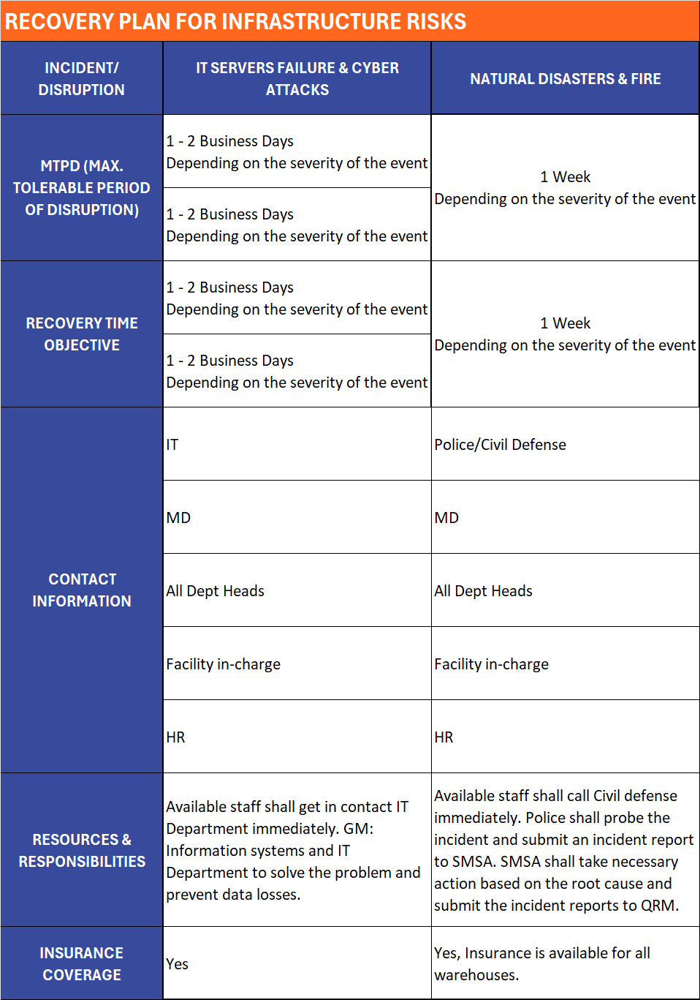 RECOVERY PLAN FOR INFRASTRUCTURE RISKS
INCIDENT/
DISRUPTION
IT SERVERS FAILURE & CYBER
ATTACKS
NATURAL DISASTERS & FIRE
MTPD (MAX.
TOLERABLE PERIOD
OF DISRUPTION)
1 - 2 Business Days
Depending on the severity of the event
1 - 2 Business Days
Depending on the severity of the event
1 Week
Depending on the severity of the event
RECOVERY TIME
OBJECTIVE
1 - 2 Business Days
Depending on the severity of the event
1 - 2 Business Days
Depending on the severity of the event
1 Week
Depending on the severity of the event
CONTACT
INFORMATION
IT
Police/Civil Defense
MD
MD
All Dept Heads
All Dept Heads
Facility in-charge
Facility in-charge
HR
HR
RESOURCES &
RESPONSIBILITIES
Available staff shall get in contact IT
Department immediately. GM:
Information systems and IT
Department to solve the problem and
prevent data losses.
Available staff shall call Civil defense
immediately. Police shall probe the
incident and submit an incident report
to SMSA. SMSA shall take necessary
action based on the root cause and
submit the incident reports to QRM.
INSURANCE
COVERAGE
Yes
Yes, Insurance is available for all
warehouses.